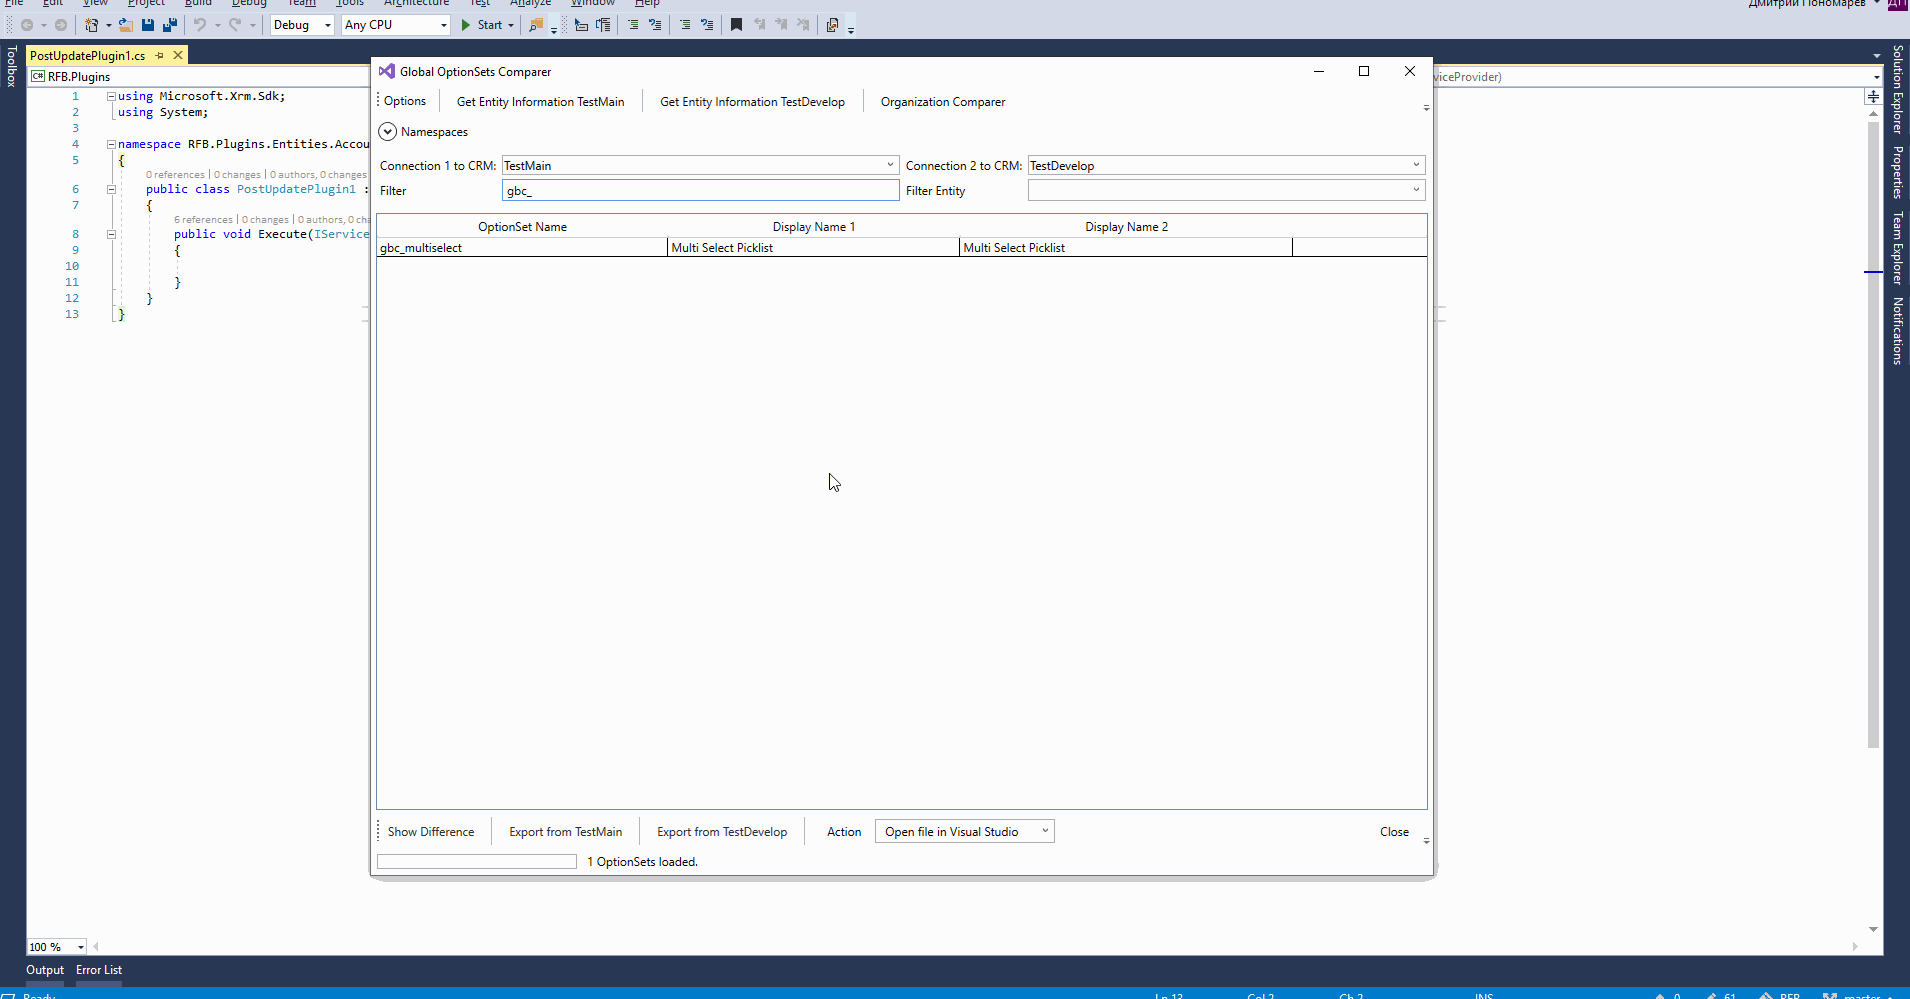 File Edit View Project Build Debug Team Tools Architecture Test Analyze Window Help
Дмитрий Пономарев ДП
Debug Any CPU Start
Toolbox
PostUpdatePlugin1.cs
C# RFB.Plugins
viceProvider)
1 using Microsoft.Xrm.Sdk;
2 using System;
3
4 namespace RFB.Plugins.Entities.Accou
5 {
0 references | 0 changes | 0 authors, 0 changes
6 public class PostUpdatePlugin1 :
7 {
6 references | 0 changes | 0 authors, 0 cha
8 public void Execute(IService
9 {
10
11 }
12 }
13 }
Global OptionSets Comparer
Options Get Entity Information TestMain Get Entity Information TestDevelop Organization Comparer
Namespaces
Connection 1 to CRM: TestMain Connection 2 to CRM: TestDevelop
Filter gbc_ Filter Entity
OptionSet Name Display Name 1 Display Name 2
gbc_multiselect Multi Select Picklist Multi Select Picklist
Show Difference Export from TestMain Export from TestDevelop Action Open file in Visual Studio Close
1 OptionSets loaded.
Solution Explorer
Properties
Team Explorer
Notifications
100 %
Output Error List
Ready Ln 13 Col 2 Ch 2 INS 0 61 RFB master